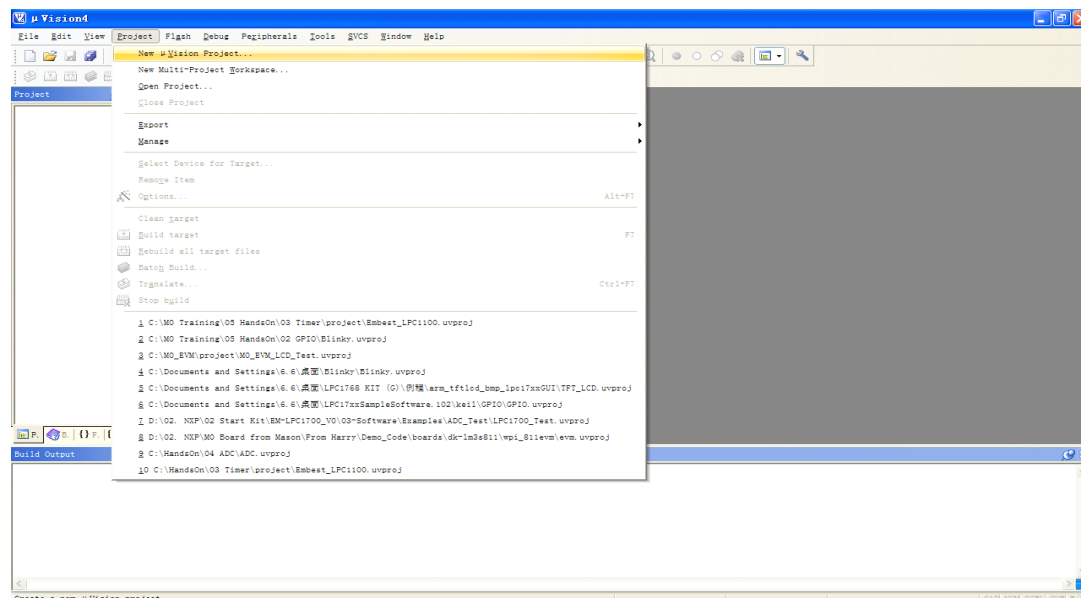 μVision4
File Edit View Project Flash Debug Peripherals Tools SVCS Window Help
New μVision Project...
New Multi-Project Workspace...
Open Project...
Close Project
Export
Manage
Select Device for Target...
Remove Item
Options... Alt+F7
Clean target
Build target F7
Rebuild all target files
Batch Build...
Translate... Ctrl+F7
Stop build
1 C:\M0 Training\05 HandsOn\03 Timer\project\Embest_LPC1100.uvproj
2 C:\M0 Training\05 HandsOn\02 GPIO\Blinky.uvproj
3 C:\M0_EVM\project\M0_EVM_LCD_Test.uvproj
4 C:\Documents and Settings\6.6\桌面\Blinky\Blinky.uvproj
5 C:\Documents and Settings\6.6\桌面\LPC1768 KIT (G)\例程\arm_tftlcd_bmp_lpc17xxGUI\TFT_LCD.uvproj
6 C:\Documents and Settings\6.6\桌面\LPC17xxSampleSoftware.102\keil\GPIO\GPIO.uvproj
7 D:\02. NXP\02 Start Kit\EM-LPC1700_V0\03-Software\Examples\ADC_Test\LPC1700_Test.uvproj
8 D:\02. NXP\M0 Board from Mason\From Harry\Demo_Code\boards\dk-lm3s811\wpi_811evm\evm.uvproj
9 C:\HandsOn\04 ADC\ADC.uvproj
10 C:\HandsOn\03 Timer\project\Embest_LPC1100.uvproj
Project
P. B. {} F.
Build Output
Create a new μVision project